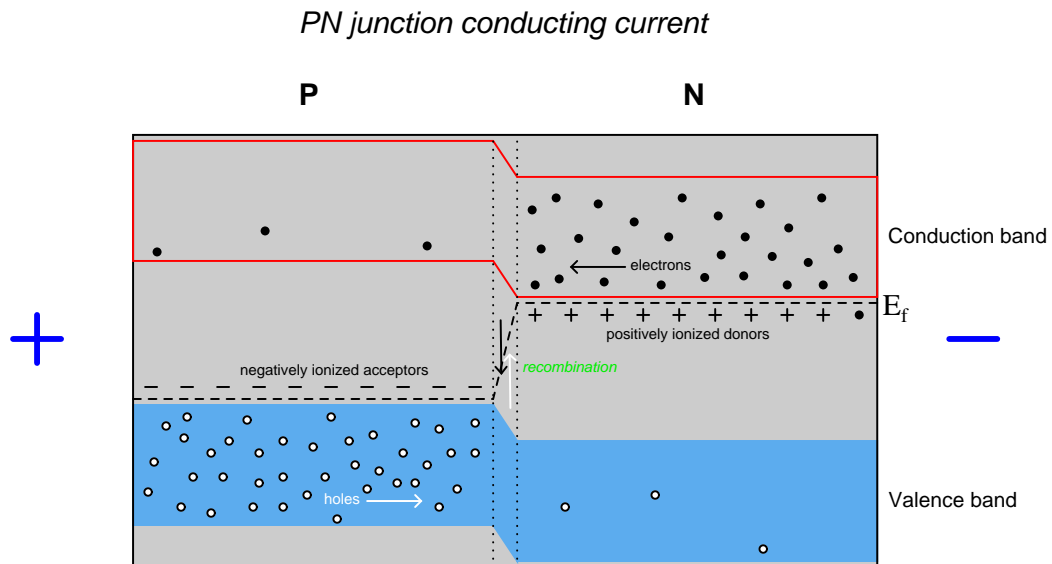 PN junction conducting current
P
N
Conduction band
electrons
E_f
positively ionized donors
recombination
negatively ionized acceptors
holes
Valence band